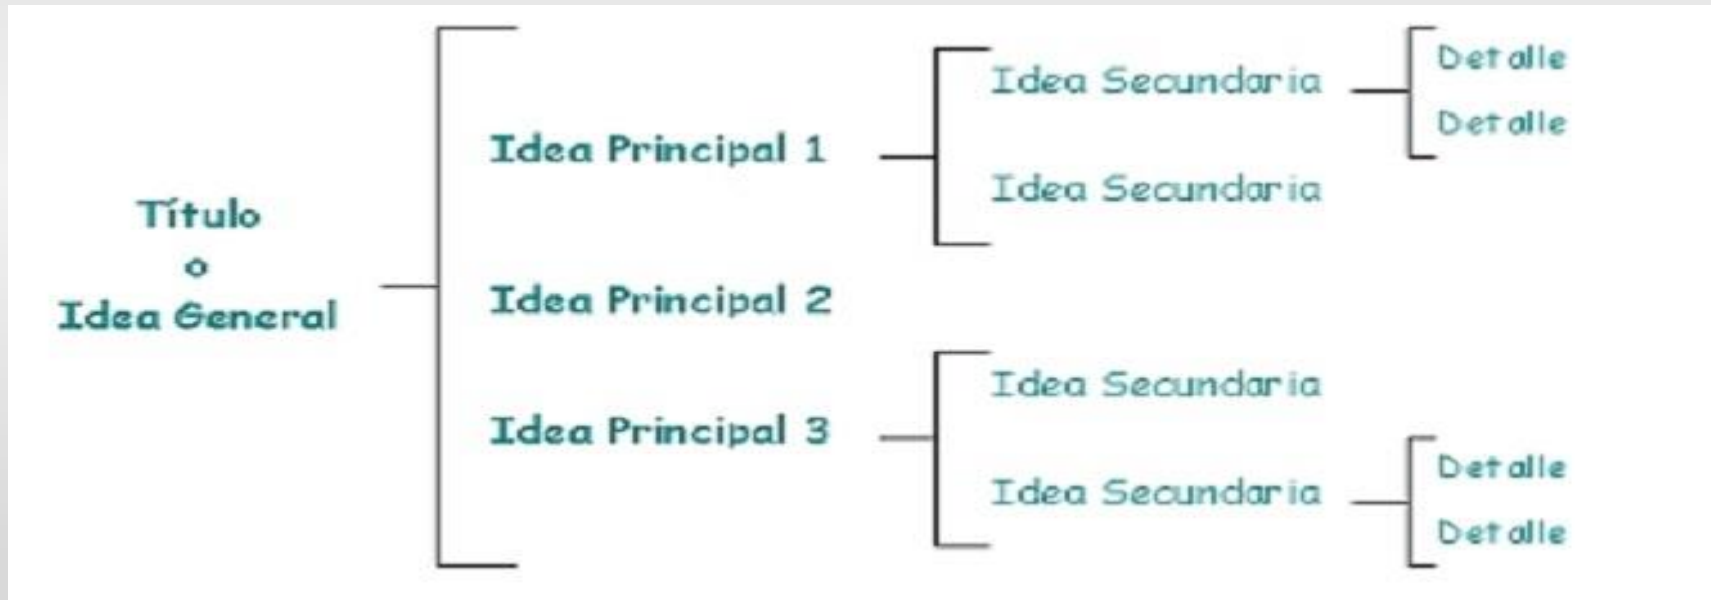 Título
o
Idea General
Idea Principal 1
Idea Secundaria
Detalle
Detalle
Idea Secundaria
Idea Principal 2
Idea Principal 3
Idea Secundaria
Idea Secundaria
Detalle
Detalle